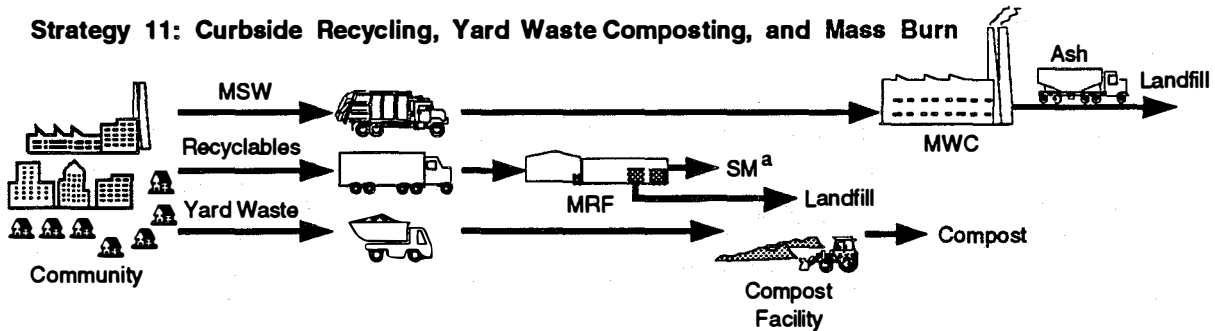 Strategy 11: Curbside Recycling, Yard Waste Composting, and Mass Burn
MSW
Ash
Landfill
MWC
Recyclables
SM a
MRF
Landfill
Yard Waste
Compost
Community
Compost
Facility